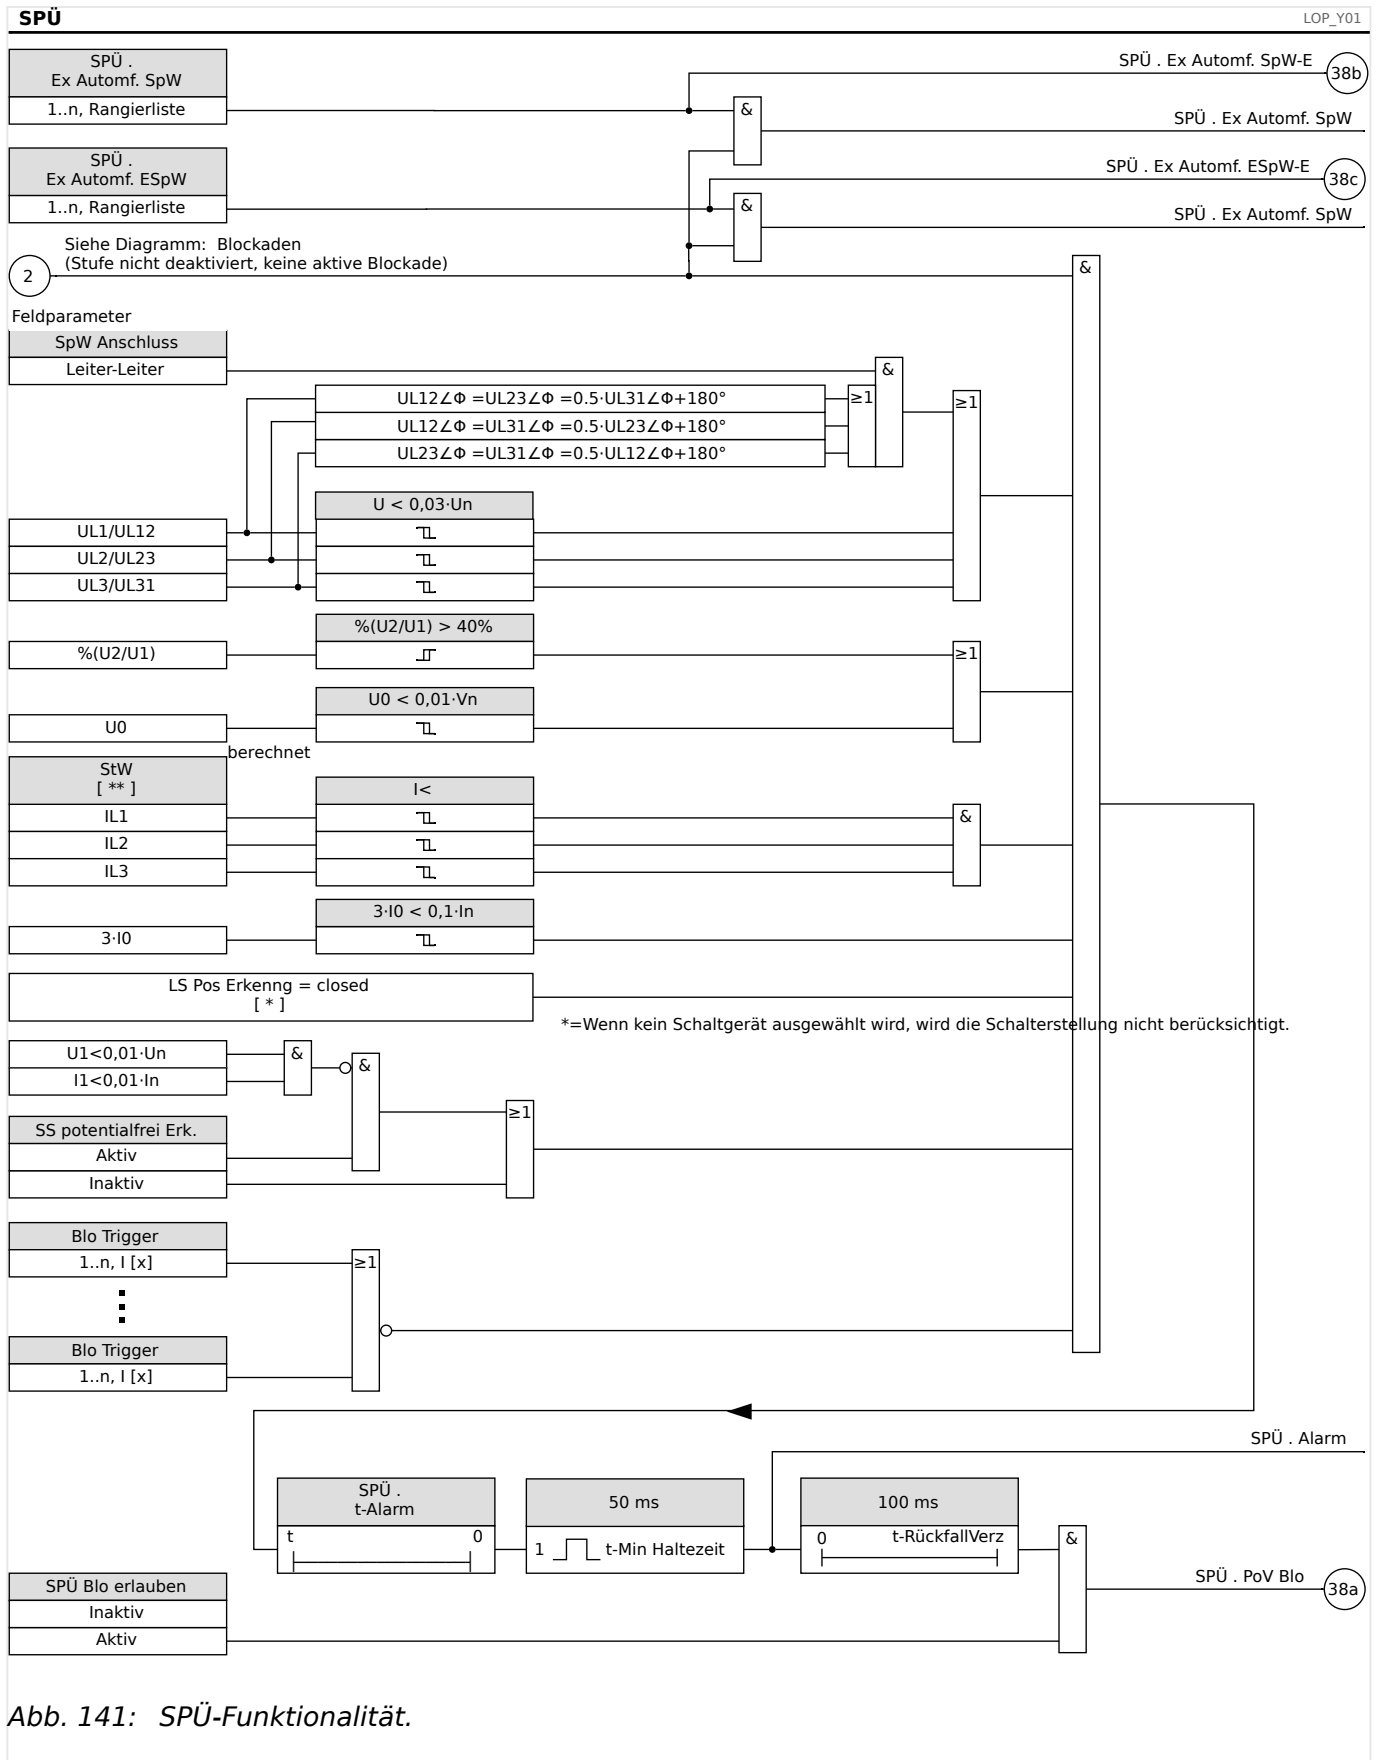 SPÜ
LOP_Y01
SPÜ .
Ex Automf. SpW
1..n, Rangierliste
SPÜ . Ex Automf. SpW-E
38b
&
SPÜ . Ex Automf. SpW
SPÜ .
Ex Automf. ESpW
1..n, Rangierliste
SPÜ . Ex Automf. ESpW-E
38c
&
SPÜ . Ex Automf. SpW
Siehe Diagramm: Blockaden
(Stufe nicht deaktiviert, keine aktive Blockade)
2
&
Feldparameter
SpW Anschluss
Leiter-Leiter
&
UL12∠Φ =UL23∠Φ =0.5·UL31∠Φ+180°
≥1
≥1
UL12∠Φ =UL31∠Φ =0.5·UL23∠Φ+180°
UL23∠Φ =UL31∠Φ =0.5·UL12∠Φ+180°
U < 0,03·Un
UL1/UL12
UL2/UL23
UL3/UL31
%(U2/U1) > 40%
%(U2/U1)
≥1
U0 < 0,01·Vn
U0
berechnet
StW
[ ** ]
I<
IL1
&
IL2
IL3
3·I0 < 0,1·In
3·I0
LS Pos Erkenng = closed
[ * ]
*=Wenn kein Schaltgerät ausgewählt wird, wird die Schalterstellung nicht berücksichtigt.
U1<0,01·Un
&
&
I1<0,01·In
≥1
SS potentialfrei Erk.
Aktiv
Inaktiv
Blo Trigger
1..n, I [x]
≥1
Blo Trigger
1..n, I [x]
SPÜ . Alarm
SPÜ .
t-Alarm
50 ms
100 ms
t 0
1 t-Min Haltezeit
0 t-RückfallVerz
&
SPÜ . PoV Blo
38a
SPÜ Blo erlauben
Inaktiv
Aktiv
Abb. 141: SPÜ-Funktionalität.